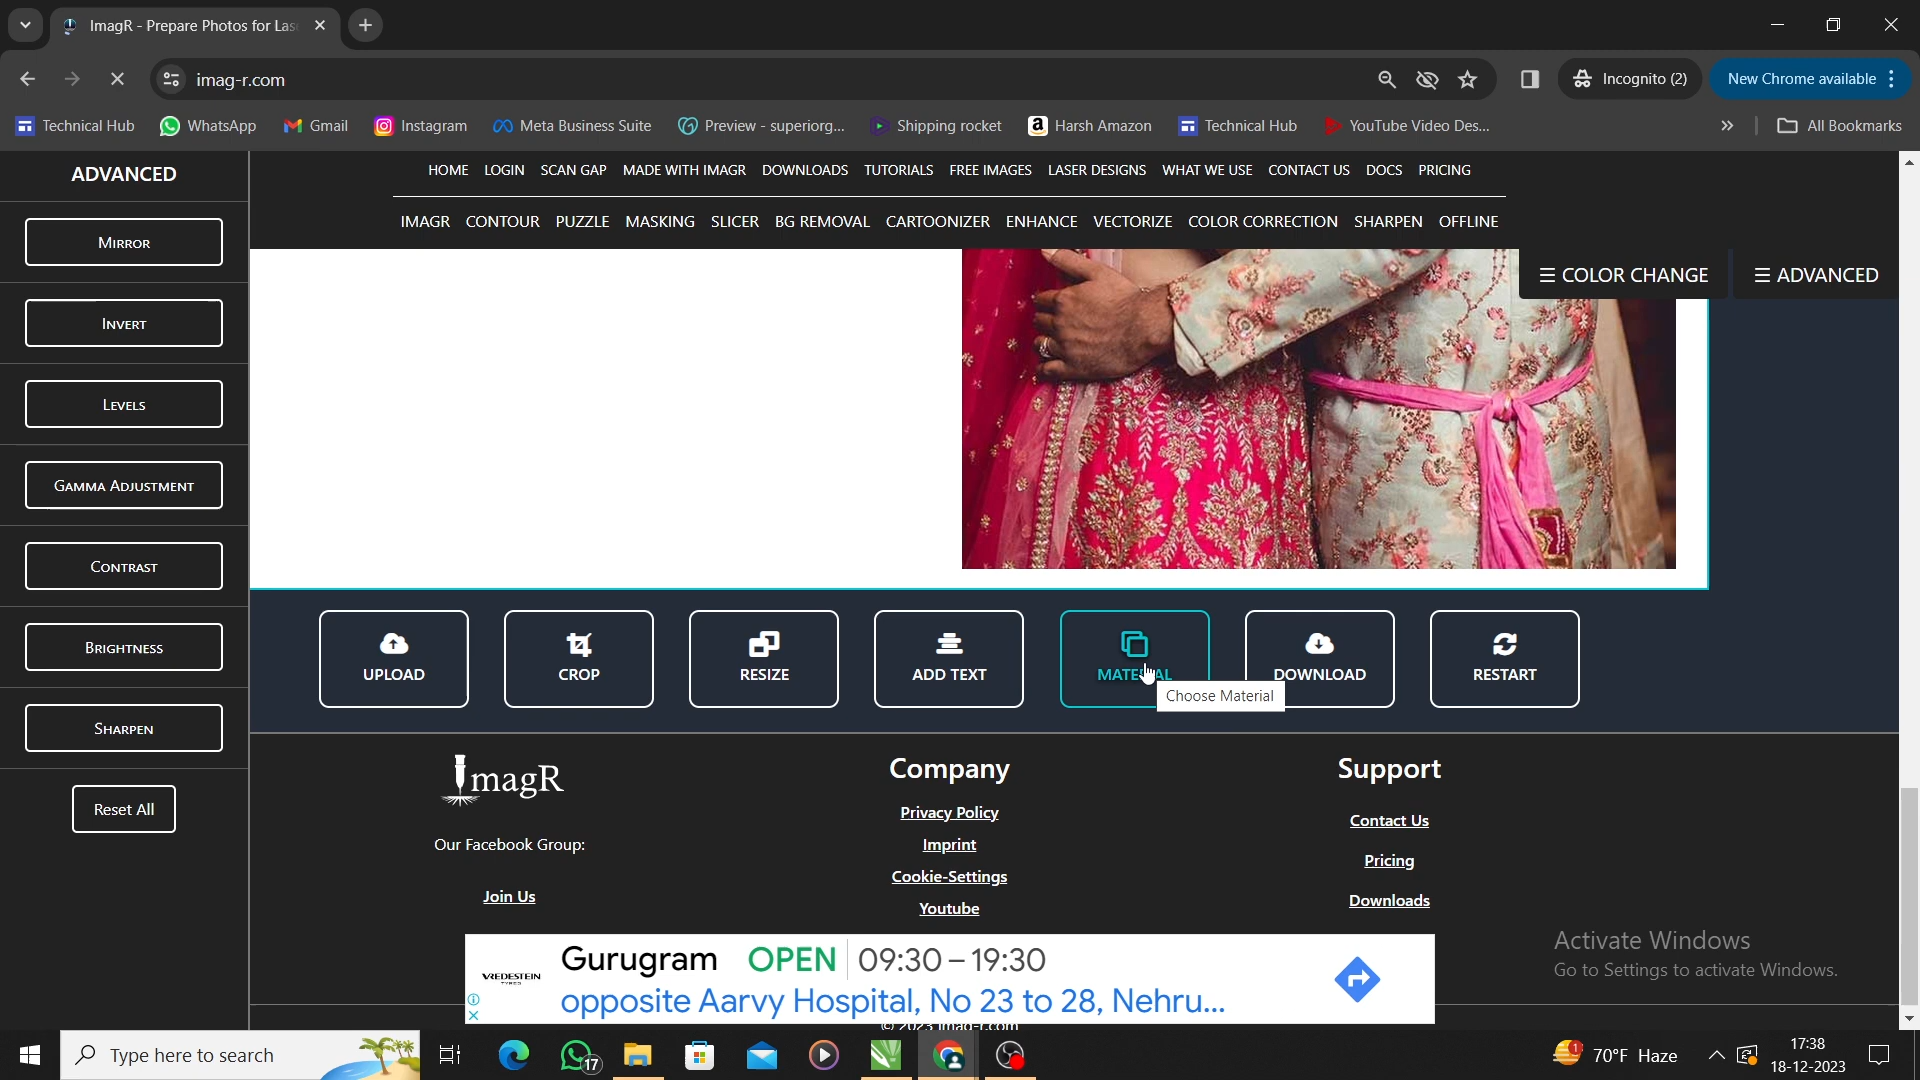 ImagR - Prepare Photos for Las
imag-r.com
Incognito (2)
New Chrome available
Technical Hub
WhatsApp
Gmail
Instagram
Meta Business Suite
Preview - superiorg...
Shipping rocket
Harsh Amazon
Technical Hub
YouTube Video Des...
All Bookmarks
ADVANCED
HOME LOGIN SCAN GAP MADE WITH IMAGR DOWNLOADS TUTORIALS FREE IMAGES LASER DESIGNS WHAT WE USE CONTACT US DOCS PRICING
IMAGR CONTOUR PUZZLE MASKING SLICER BG REMOVAL CARTOONIZER ENHANCE VECTORIZE COLOR CORRECTION SHARPEN OFFLINE
☰ COLOR CHANGE
☰ ADVANCED
MIRROR
INVERT
LEVELS
GAMMA ADJUSTMENT
CONTRAST
BRIGHTNESS
SHARPEN
Reset All
UPLOAD
CROP
RESIZE
ADD TEXT
MATERIAL
DOWNLOAD
RESTART
Choose Material
ImagR
Our Facebook Group:
Join Us
Company
Privacy Policy
Imprint
Cookie-Settings
Youtube
Support
Contact Us
Pricing
Downloads
Activate Windows
Go to Settings to activate Windows.
VREDESTEIN
TYRES
Gurugram OPEN 09:30 – 19:30
opposite Aarvy Hospital, No 23 to 28, Nehru...
© 2023 imag-r.com
Type here to search
17
1
70°F Haze
17:38
18-12-2023